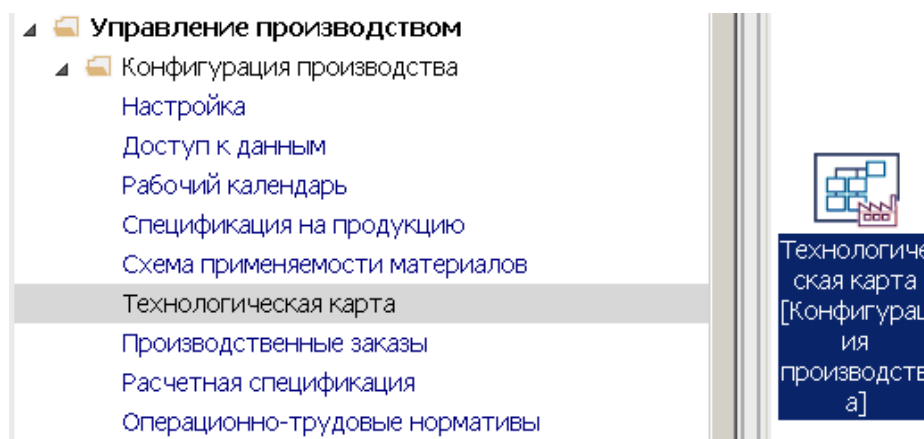 Управление производством
Конфигурация производства
Настройка
Доступ к данным
Рабочий календарь
Спецификация на продукцию
Схема применяемости материалов
Технологическая карта
Производственные заказы
Расчетная спецификация
Операционно-трудовые нормативы
Технологиче
ская карта
[Конфигурац
ия
производств
а]